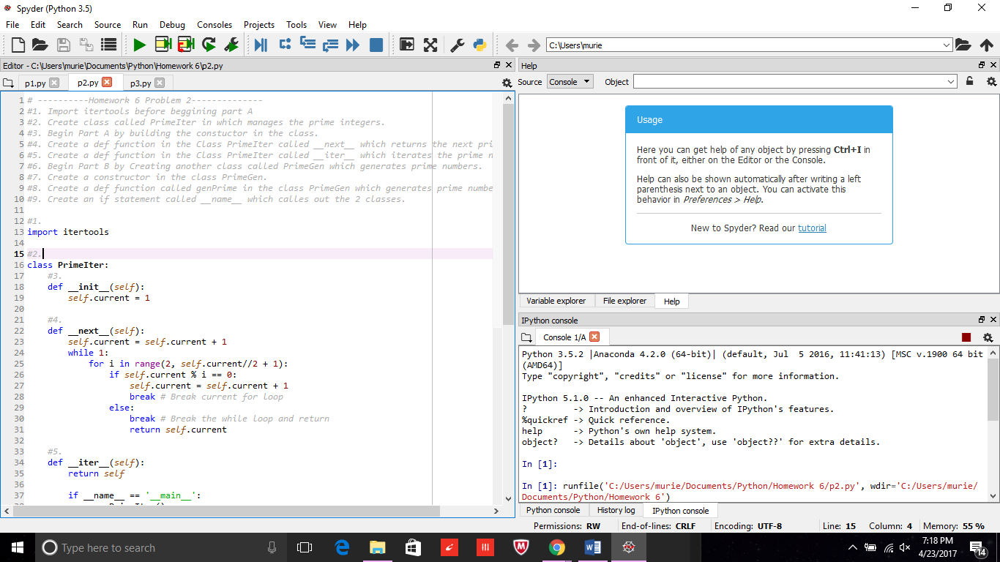 Spyder (Python 3.5)
File Edit Search Source Run Debug Consoles Projects Tools View Help
C:\Users\murie
Editor - C:\Users\murie\Documents\Python\Homework 6\p2.py
p1.py p2.py p3.py
1 # ----------Homework 6 Problem 2--------------
2 #1. Import itertools before beggining part A
3 #2. Create class called PrimeIter in which manages the prime integers.
4 #3. Begin Part A by building the constuctor in the class.
5 #4. Create a def function in the Class PrimeIter called __next__ which returns the next pri
6 #5. Create a def function in the Class PrimeIter called __iter__ which iterates the prime n
7 #6. Begin Part B by Creating another class called PrimeGen which generates prime numbers.
8 #7. Create a constructor in the class PrimeGen.
9 #8. Create a def function called genPrime in the class PrimeGen which generates prime numbe
10 #9. Create an if statement called __name__ which calles out the 2 classes.
11
12 #1.
13 import itertools
14
15 #2.
16 class PrimeIter:
17     #3.
18     def __init__(self):
19         self.current = 1
20
21     #4.
22     def __next__(self):
23         self.current = self.current + 1
24         while 1:
25             for i in range(2, self.current//2 + 1):
26                 if self.current % i == 0:
27                     self.current = self.current + 1
28                     break # Break current for loop
29                 else:
30                     break # Break the while loop and return
31                     return self.current
32
33     #5.
34     def __iter__(self):
35         return self
36
37         if __name__ == '__main__':
Help
Source Console Object
Usage
Here you can get help of any object by pressing Ctrl+I in
front of it, either on the Editor or the Console.
Help can also be shown automatically after writing a left
parenthesis next to an object. You can activate this
behavior in Preferences > Help.
New to Spyder? Read our tutorial
Variable explorer File explorer Help
IPython console
Console 1/A
Python 3.5.2 |Anaconda 4.2.0 (64-bit)| (default, Jul  5 2016, 11:41:13) [MSC v.1900 64 bit
(AMD64)]
Type "copyright", "credits" or "license" for more information.
IPython 5.1.0 -- An enhanced Interactive Python.
?         -> Introduction and overview of IPython's features.
%quickref -> Quick reference.
help      -> Python's own help system.
object?   -> Details about 'object', use 'object??' for extra details.
In [1]:
In [1]: runfile('C:/Users/murie/Documents/Python/Homework 6/p2.py', wdir='C:/Users/murie/
Documents/Python/Homework 6')
Python console History log IPython console
Permissions: RW End-of-lines: CRLF Encoding: UTF-8 Line: 15 Column: 4 Memory: 55 %
Type here to search
7:18 PM
4/23/2017
14